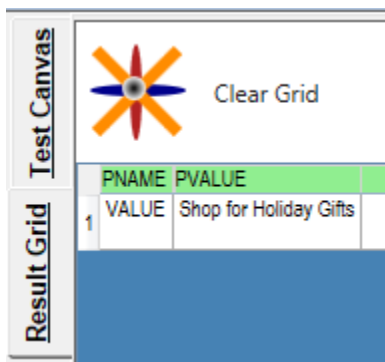 Test Canvas
Result Grid
Clear Grid
PNAME PVALUE
1 VALUE Shop for Holiday Gifts